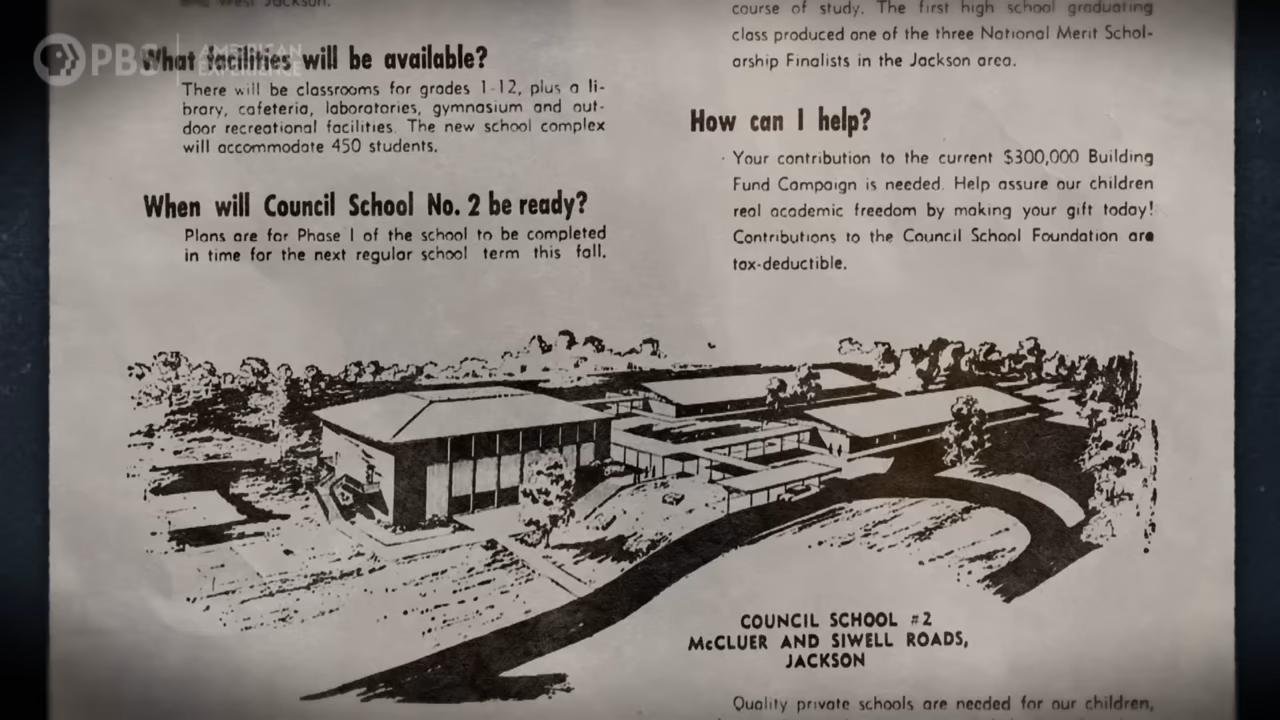 and West Jackson.
PBS
AMERICAN
EXPERIENCE
What facilities will be available?
There will be classrooms for grades 1-12, plus a li-
brary, cafeteria, laboratories, gymnasium and out-
door recreational facilities. The new school complex
will accommodate 450 students.
When will Council School No. 2 be ready?
Plans are for Phase I of the school to be completed
in time for the next regular school term this fall.
course of study. The first high school graduating
class produced one of the three National Merit Schol-
arship Finalists in the Jackson area.
How can I help?
Your contribution to the current $300,000 Building
Fund Campaign is needed. Help assure our children
real academic freedom by making your gift today!
Contributions to the Council School Foundation are
tax-deductible.
COUNCIL SCHOOL #2
McCLUER AND SIWELL ROADS,
JACKSON
Quality private schools are needed for our children,